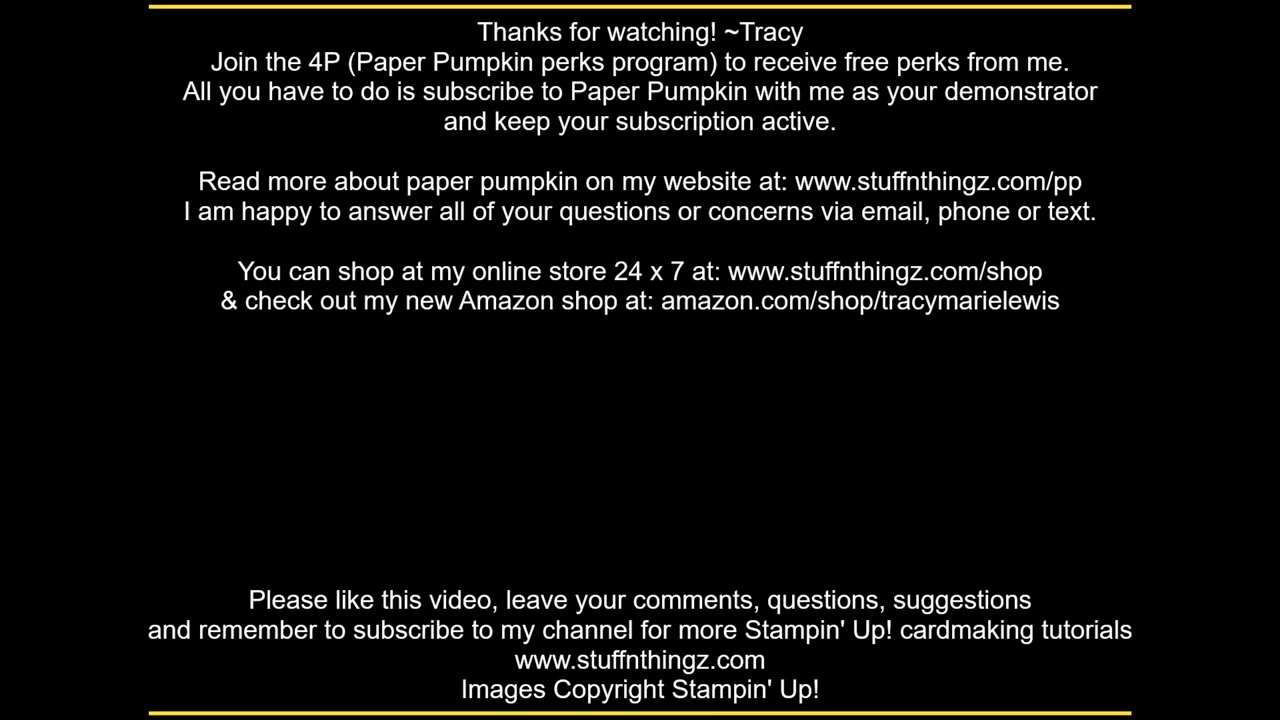 Thanks for watching! ~Tracy
Join the 4P (Paper Pumpkin perks program) to receive free perks from me.
All you have to do is subscribe to Paper Pumpkin with me as your demonstrator
and keep your subscription active.
Read more about paper pumpkin on my website at: www.stuffnthingz.com/pp
I am happy to answer all of your questions or concerns via email, phone or text.
You can shop at my online store 24 x 7 at: www.stuffnthingz.com/shop
& check out my new Amazon shop at: amazon.com/shop/tracymarielewis
Please like this video, leave your comments, questions, suggestions
and remember to subscribe to my channel for more Stampin' Up! cardmaking tutorials
www.stuffnthingz.com
Images Copyright Stampin' Up!